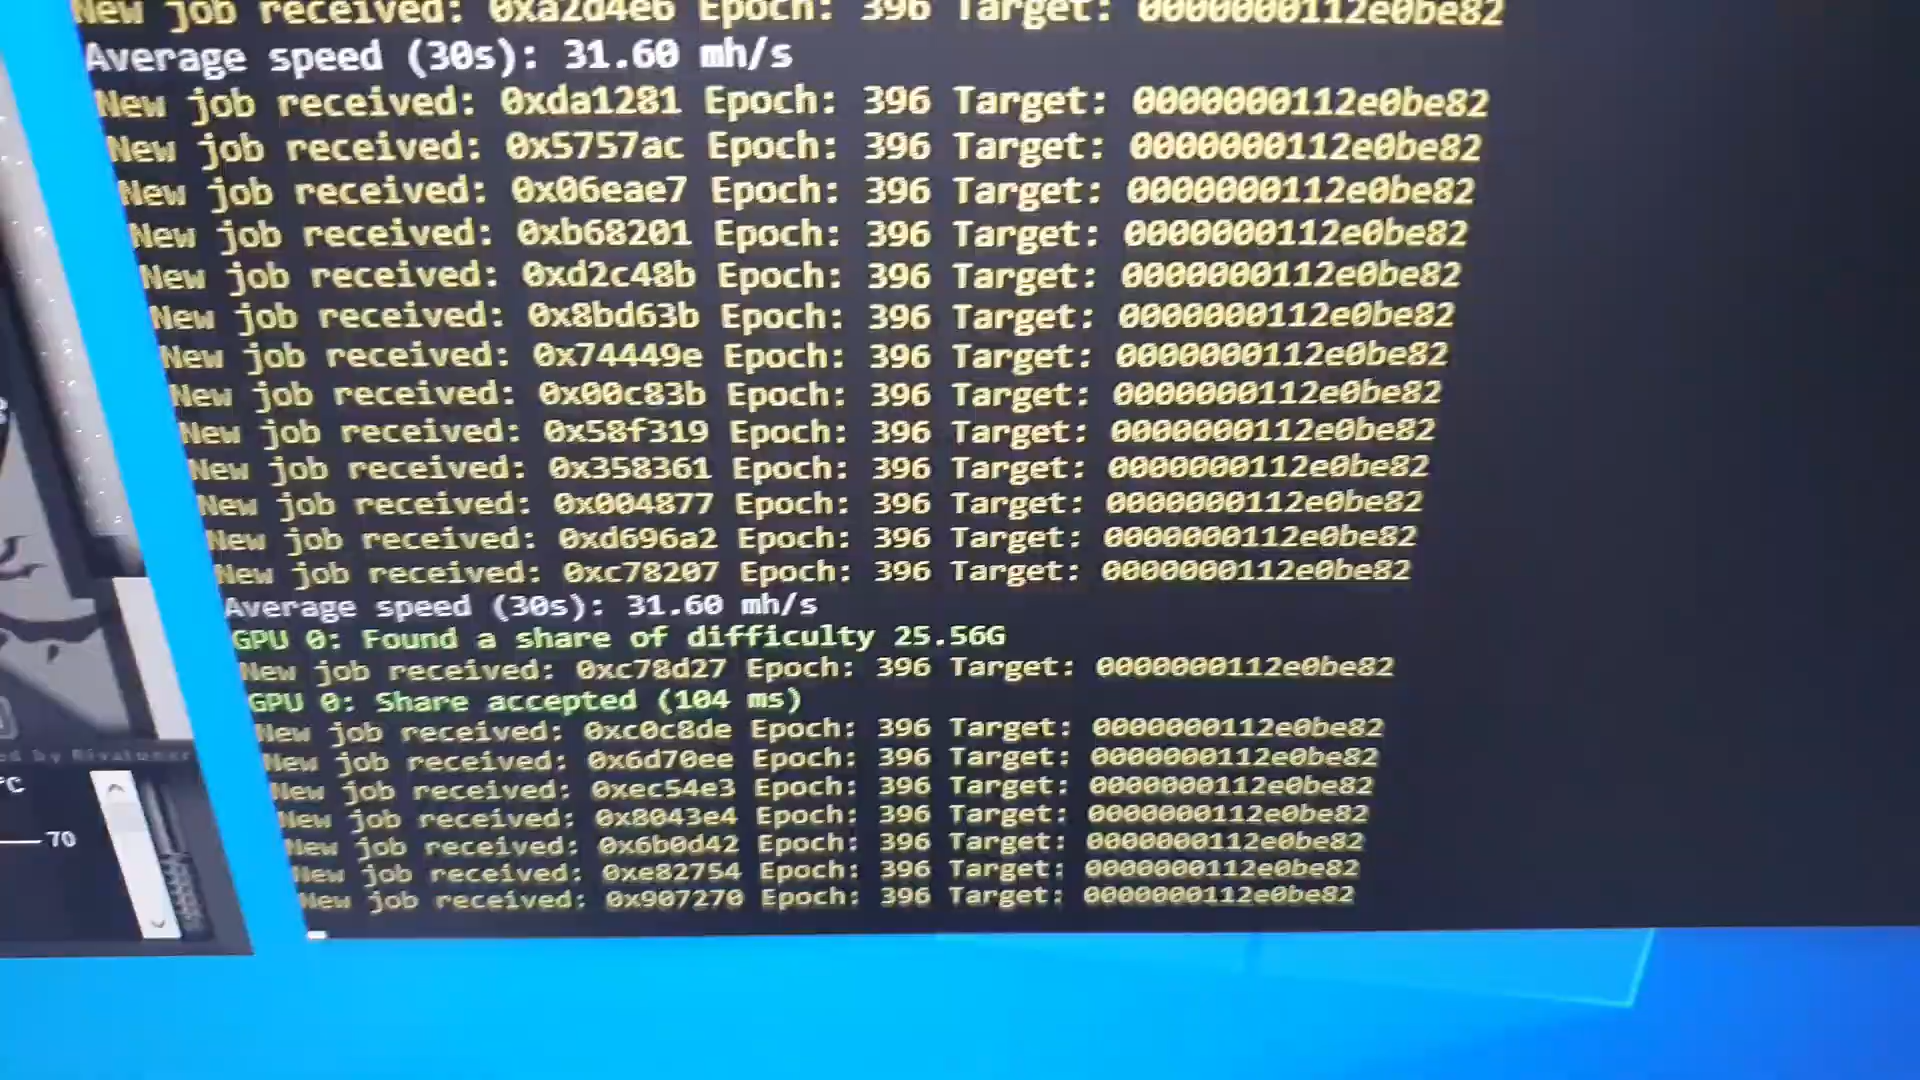 New job received: 0xa2d4e6 Epoch: 396 Target: 0000000112e0be82
Average speed (30s): 31.60 mh/s
New job received: 0xda1281 Epoch: 396 Target: 0000000112e0be82
New job received: 0x5757ac Epoch: 396 Target: 0000000112e0be82
New job received: 0x06eae7 Epoch: 396 Target: 0000000112e0be82
New job received: 0xb68201 Epoch: 396 Target: 0000000112e0be82
New job received: 0xd2c48b Epoch: 396 Target: 0000000112e0be82
New job received: 0x8bd63b Epoch: 396 Target: 0000000112e0be82
New job received: 0x74449e Epoch: 396 Target: 0000000112e0be82
New job received: 0x00c83b Epoch: 396 Target: 0000000112e0be82
New job received: 0x58f319 Epoch: 396 Target: 0000000112e0be82
New job received: 0x358361 Epoch: 396 Target: 0000000112e0be82
New job received: 0x004877 Epoch: 396 Target: 0000000112e0be82
New job received: 0xd696a2 Epoch: 396 Target: 0000000112e0be82
New job received: 0xc78207 Epoch: 396 Target: 0000000112e0be82
Average speed (30s): 31.60 mh/s
GPU 0: Found a share of difficulty 25.56G
New job received: 0xc78d27 Epoch: 396 Target: 0000000112e0be82
GPU 0: Share accepted (104 ms)
New job received: 0xc0c8de Epoch: 396 Target: 0000000112e0be82
New job received: 0x6d70ee Epoch: 396 Target: 0000000112e0be82
New job received: 0xec54e3 Epoch: 396 Target: 0000000112e0be82
New job received: 0x8043e4 Epoch: 396 Target: 0000000112e0be82
New job received: 0x6b0d42 Epoch: 396 Target: 0000000112e0be82
New job received: 0xe82754 Epoch: 396 Target: 0000000112e0be82
New job received: 0x907270 Epoch: 396 Target: 0000000112e0be82
by Rivatuner
°C
70